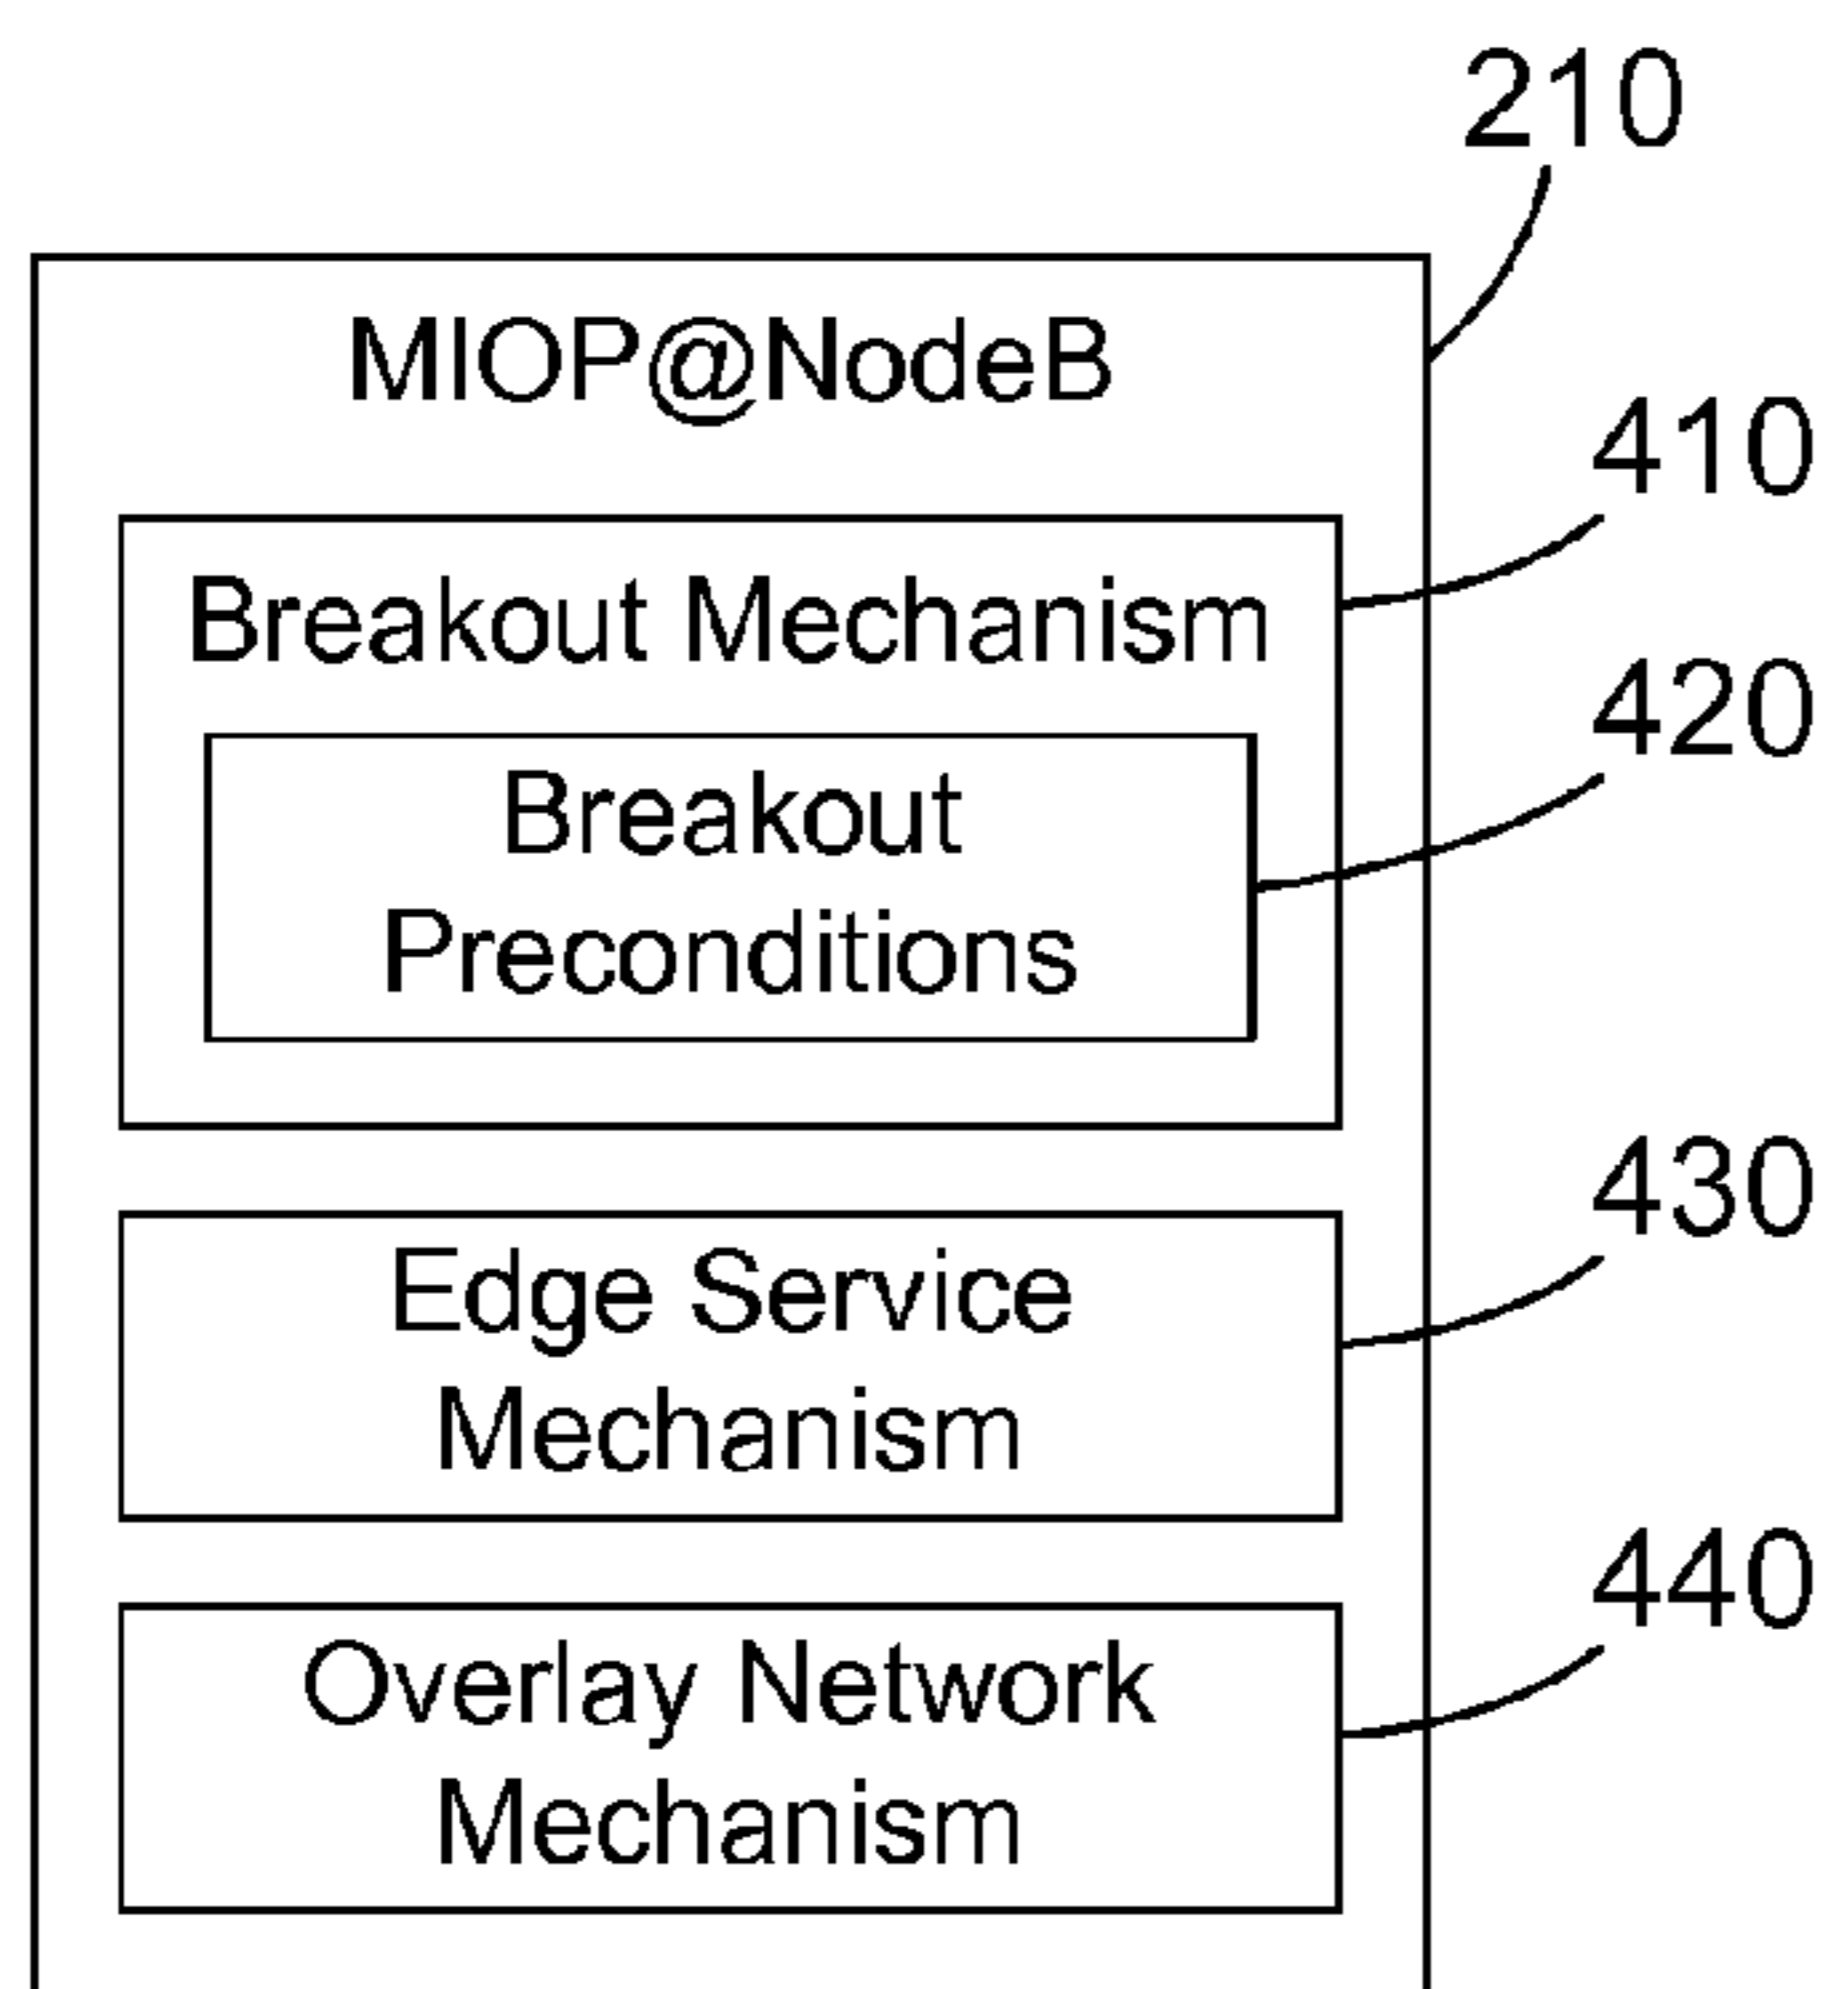 210
MIOP@NodeB
410
Breakout Mechanism
420
Breakout
Preconditions
430
Edge Service
Mechanism
440
Overlay Network
Mechanism